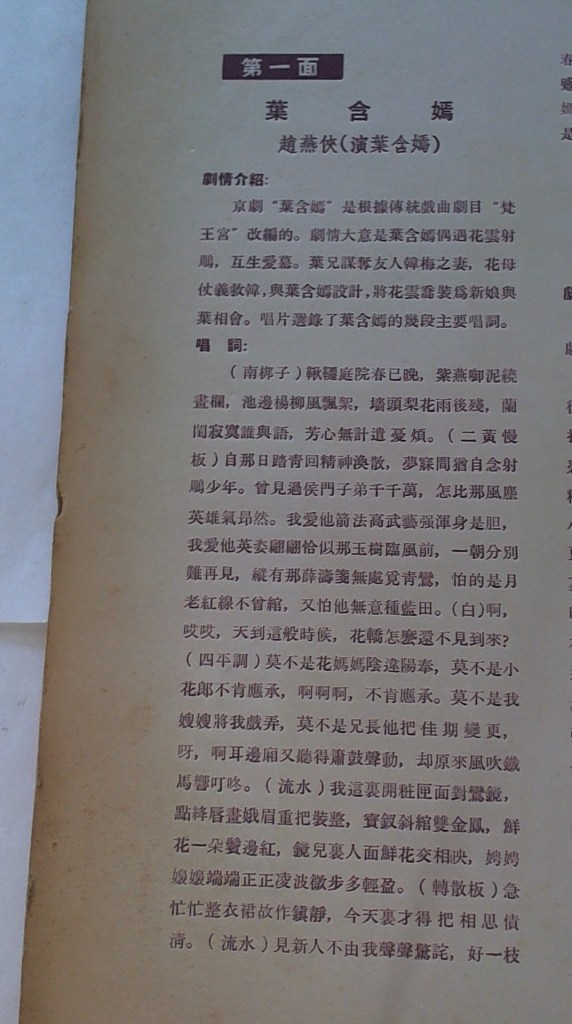 第一面
葉含嫣
趙燕俠(演葉含嫣)
劇情介紹:
京劇“葉含嫣”是根據傳統戲曲劇目“梵
王宮”改編的。劇情大意是葉含嫣偶遇花雲射
鵰,互生愛慕。葉兄謀奪友人韓梅之妻,花母
仗義救韓,與葉含嫣設計,將花雲喬裝爲新娘與
葉相會。唱片選錄了葉含嫣的幾段主要唱詞。
唱詞:
(南梆子)鞦韆庭院春已晚,紫燕啣泥繞
畫欄,池邊楊柳風飄絮,墻頭梨花雨後殘,蘭
閨寂寞誰與語,芳心無計遣憂煩。(二黃慢
板)自那日踏青回精神渙散,夢寐間猶自念射
鵰少年。曾見過侯門子弟千千萬,怎比那風塵
英雄氣昂然。我愛他箭法高武藝强渾身是胆,
我愛他英姿翩翩恰似那玉樹臨風前,一朝分別
難再見,縱有那薛濤箋無處覓青鸞,怕的是月
老紅線不曾綰,又怕他無意種藍田。(白)啊,
哎哎,天到這般時候,花轎怎麼還不見到來?
(四平調)莫不是花媽媽陰違陽奉,莫不是小
花郎不肯應承,啊啊啊,不肯應承。莫不是我
嫂嫂將我戲弄,莫不是兄長他把佳期變更,
呀,啊耳邊廂又聽得簫鼓聲動,却原來風吹鐵
馬響叮咚。(流水)我這裏開粧匣面對鸞鏡,
點絳唇畫娥眉重把裝整,寳釵斜綰雙金鳳,鮮
花一朵鬢邊紅,鏡兒裏人面鮮花交相映,娉娉
嫋嫋端端正正凌波微步多輕盈。(轉散板)急
忙忙整衣裙故作鎮靜,今天裏才得把相思債
淸。(流水)見新人不由我聲聲驚詫,好一枝
春
是